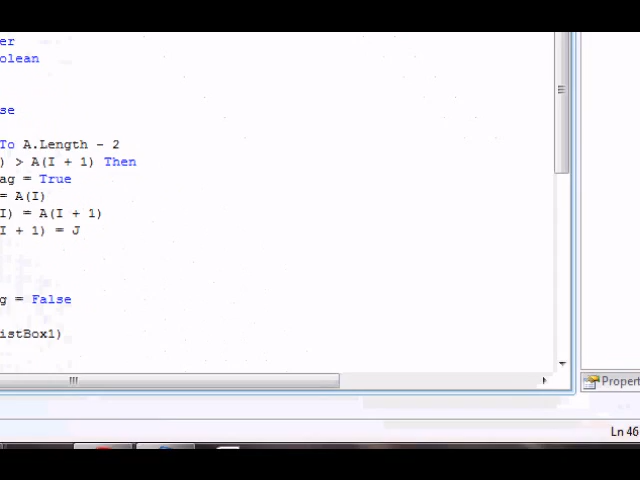 er
olean
se
To A.Length - 2
) > A(I + 1) Then
ag = True
= A(I)
I) = A(I + 1)
I + 1) = J
g = False
istBox1)
Propert
Ln 46